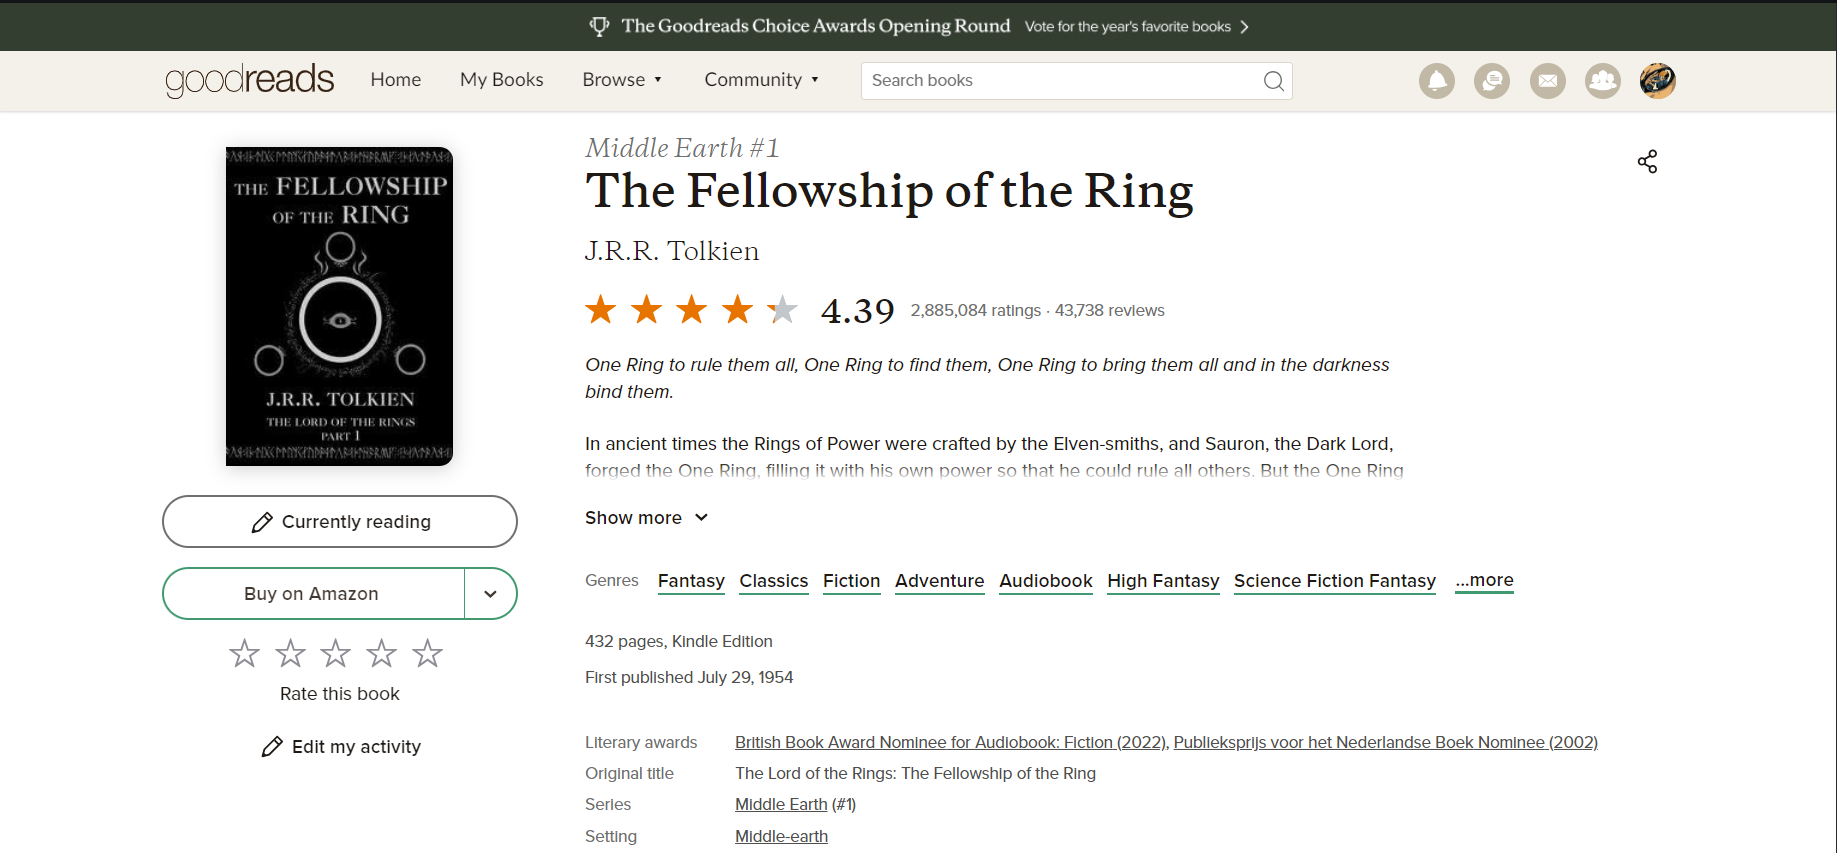 The Goodreads Choice Awards Opening Round Vote for the year's favorite books
goodreads
Home
My Books
Browse
Community
Search books
THE FELLOWSHIP
OF THE RING
J.R.R. TOLKIEN
THE LORD OF THE RINGS
PART 1
Currently reading
Buy on Amazon
Rate this book
Edit my activity
Middle Earth #1
The Fellowship of the Ring
J.R.R. Tolkien
4.39 2,885,084 ratings · 43,738 reviews
One Ring to rule them all, One Ring to find them, One Ring to bring them all and in the darkness
bind them.
In ancient times the Rings of Power were crafted by the Elven-smiths, and Sauron, the Dark Lord,
forged the One Ring, filling it with his own power so that he could rule all others. But the One Ring
Show more
Genres Fantasy Classics Fiction Adventure Audiobook High Fantasy Science Fiction Fantasy ...more
432 pages, Kindle Edition
First published July 29, 1954
Literary awards British Book Award Nominee for Audiobook: Fiction (2022), Publieksprijs voor het Nederlandse Boek Nominee (2002)
Original title The Lord of the Rings: The Fellowship of the Ring
Series Middle Earth (#1)
Setting Middle-earth